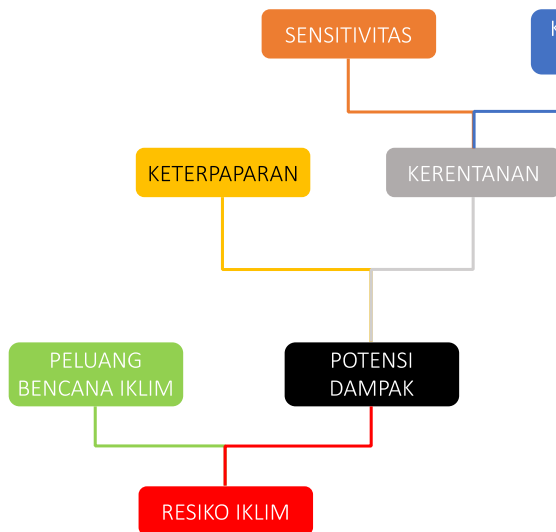 SENSITIVITAS
K
KETERPAPARAN
KERENTANAN
PELUANG
BENCANA IKLIM
POTENSI
DAMPAK
RESIKO IKLIM